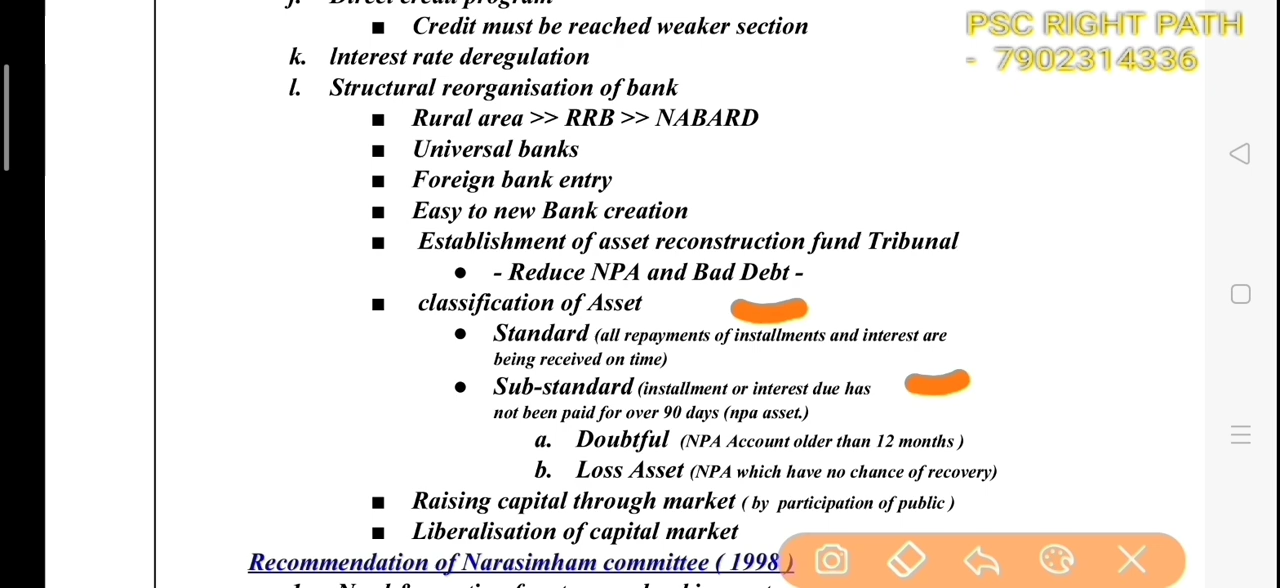 j. Direct credit program
■ Credit must be reached weaker section
k. Interest rate deregulation
l. Structural reorganisation of bank
■ Rural area >> RRB >> NABARD
■ Universal banks
■ Foreign bank entry
■ Easy to new Bank creation
■ Establishment of asset reconstruction fund Tribunal
● - Reduce NPA and Bad Debt -
■ classification of Asset
● Standard (all repayments of installments and interest are
being received on time)
● Sub-standard (installment or interest due has
not been paid for over 90 days (npa asset.)
a. Doubtful (NPA Account older than 12 months )
b. Loss Asset (NPA which have no chance of recovery)
■ Raising capital through market ( by participation of public )
■ Liberalisation of capital market
Recommendation of Narasimham committee ( 1998 )
PSC RIGHT PATH
- 7902314336